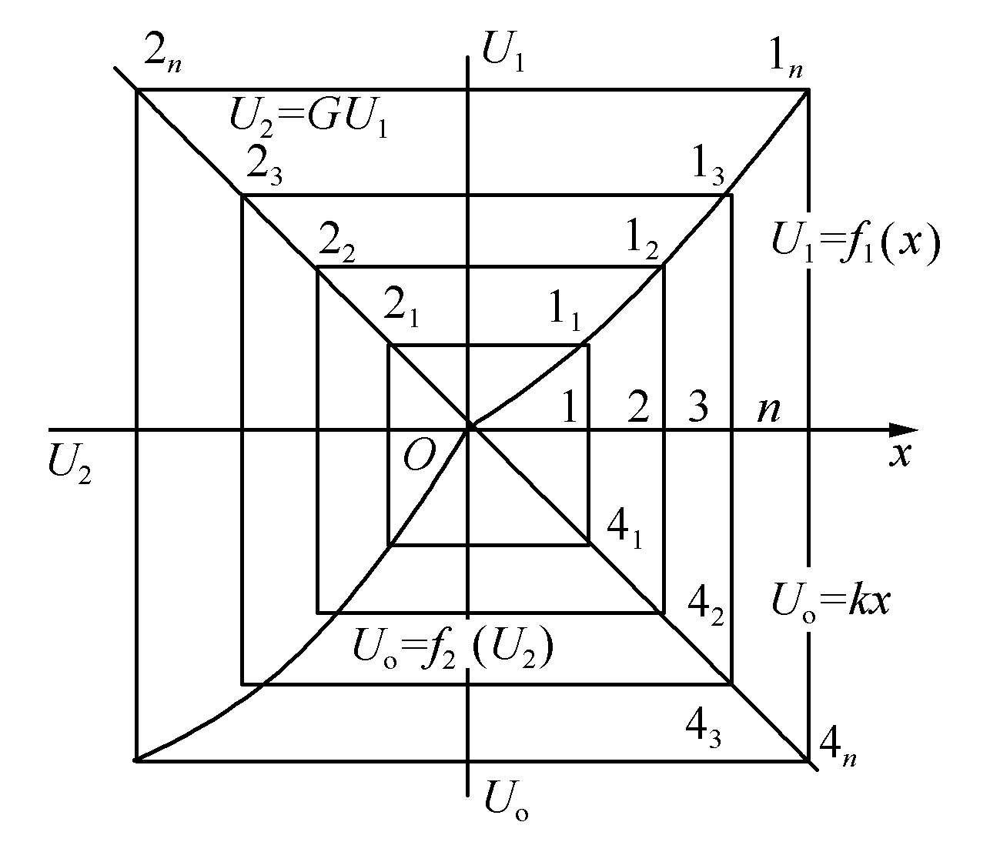 2n U1 1n
U2=GU1
23 13
22 12 U1=f1(x)
21 11
1 2 3 n
U2 O x
41
42 Uo=kx
Uo=f2 (U2)
43 4n
Uo